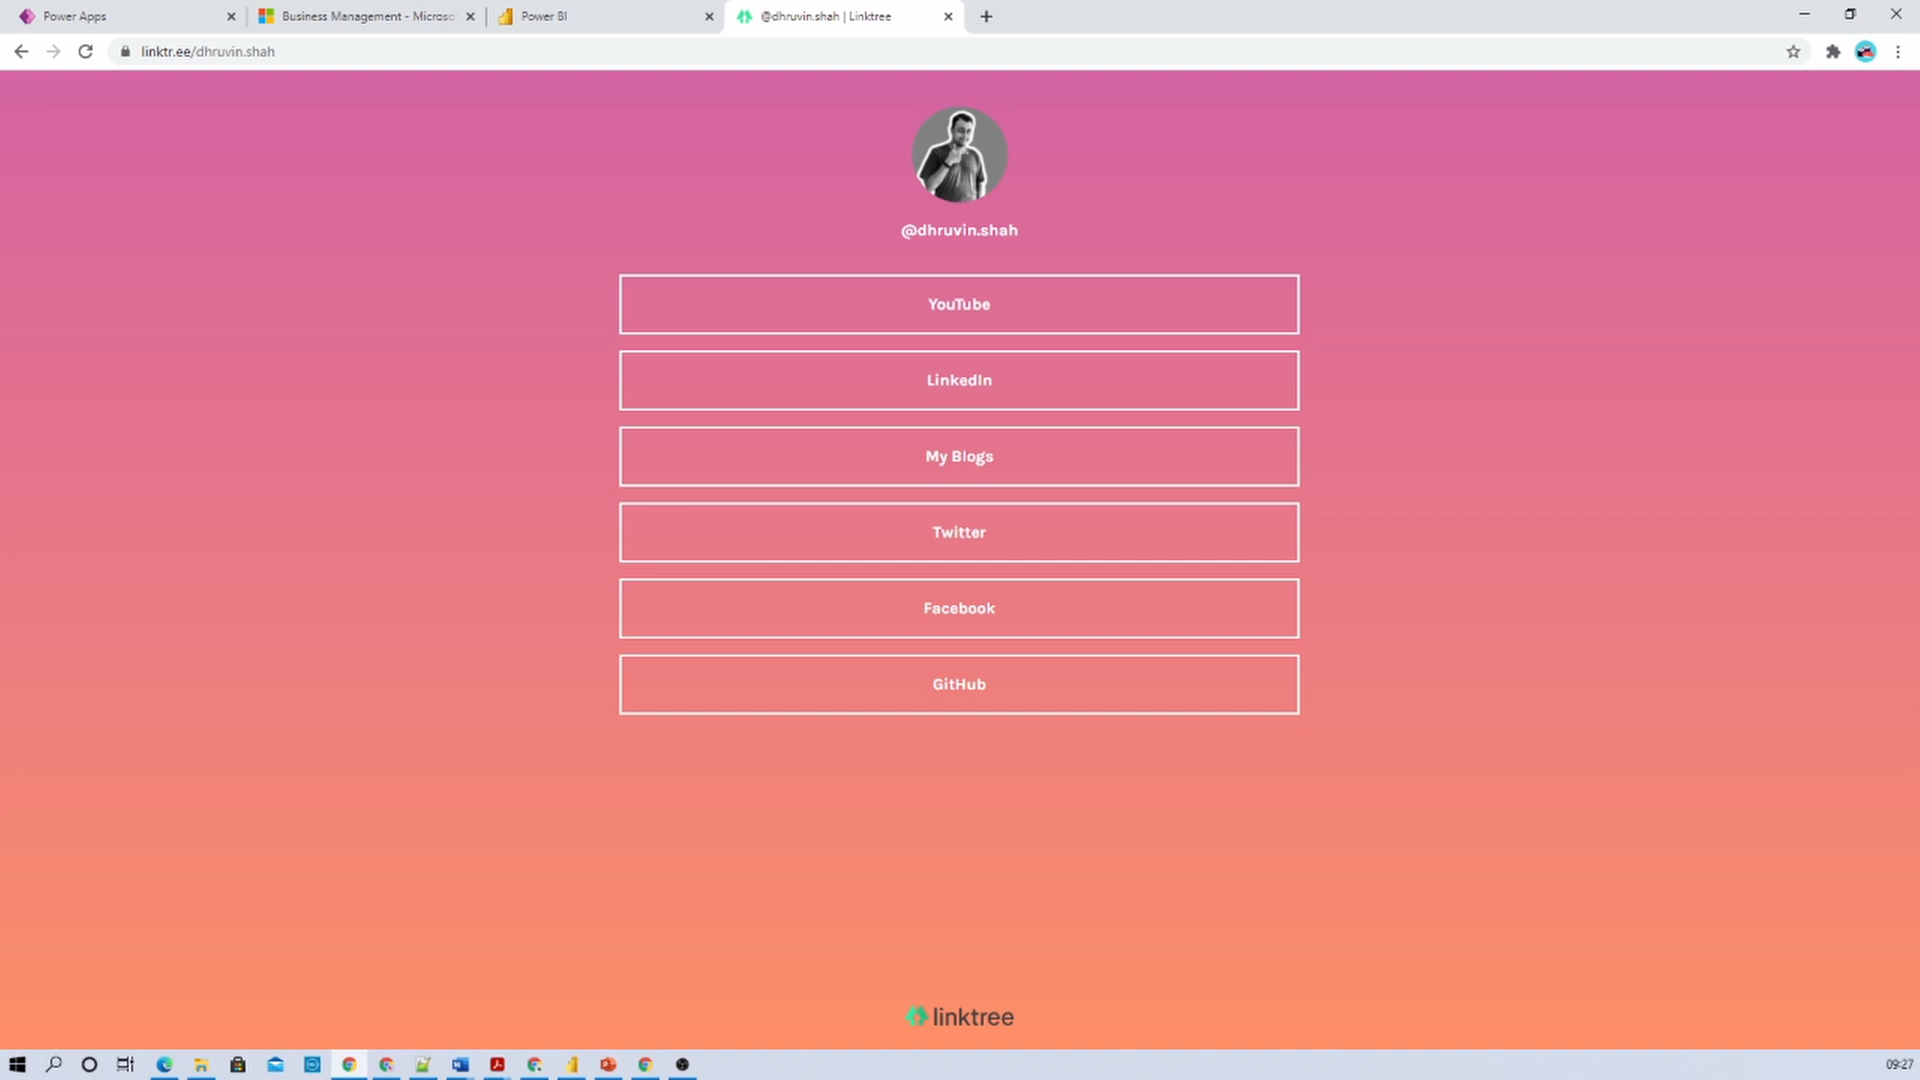 Power Apps
Business Management - Microso
Power BI
@dhruvin.shah | Linktree
linktr.ee/dhruvin.shah
@dhruvin.shah
YouTube
LinkedIn
My Blogs
Twitter
Facebook
GitHub
linktree
09:27